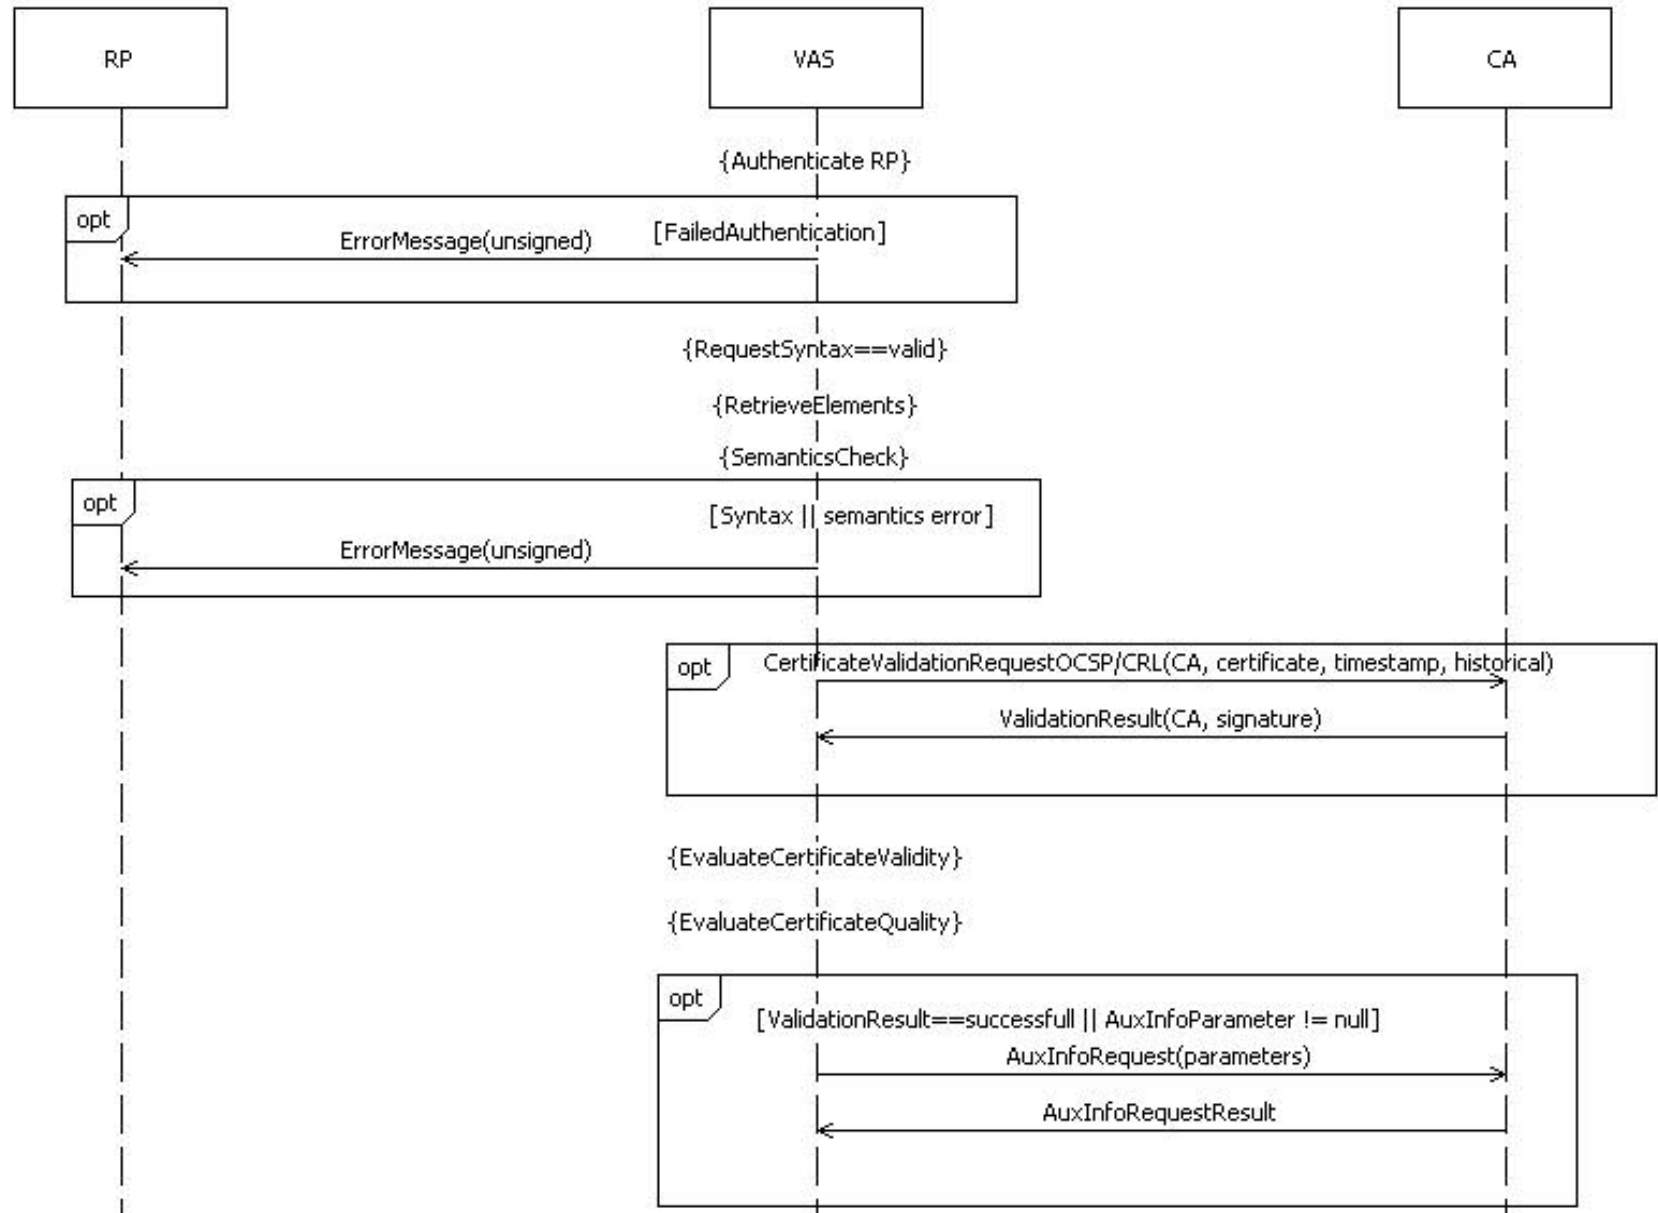 RP
VAS
CA
{Authenticate RP}
opt
[FailedAuthentication]
ErrorMessage(unsigned)
{RequestSyntax==valid}
{RetrieveElements}
{SemanticsCheck}
opt
[Syntax || semantics error]
ErrorMessage(unsigned)
opt
CertificateValidationRequestOCSP/CRL(CA, certificate, timestamp, historical)
ValidationResult(CA, signature)
{EvaluateCertificateValidity}
{EvaluateCertificateQuality}
opt
[ValidationResult==successfull || AuxInfoParameter != null]
AuxInfoRequest(parameters)
AuxInfoRequestResult